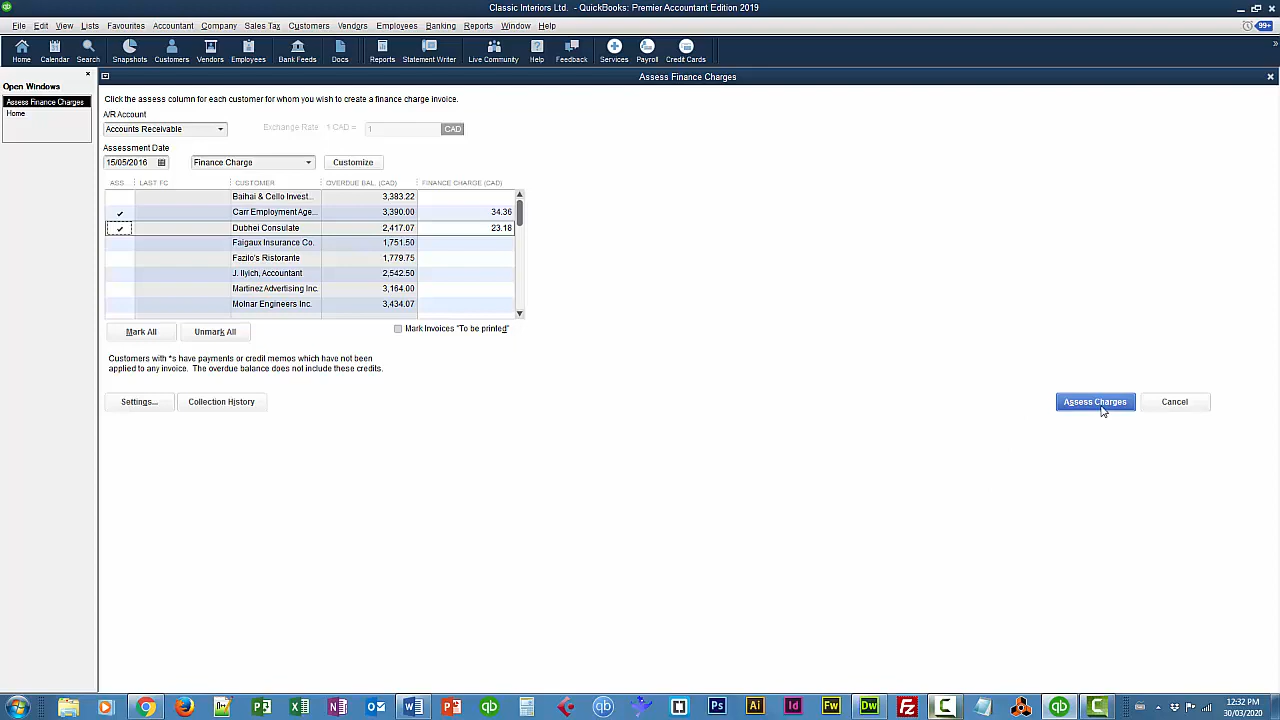 Classic Interiors Ltd. - QuickBooks: Premier Accountant Edition 2019
File Edit View Lists Favourites Accountant Company Sales Tax Customers Vendors Employees Banking Reports Window Help
99+
Home Calendar Search Snapshots Customers Vendors Employees Bank Feeds Docs Reports Statement Writer Live Community Help Feedback Services Payroll Credit Cards
Assess Finance Charges
Open Windows
Assess Finance Charges
Home
Click the assess column for each customer for whom you wish to create a finance charge invoice.
A/R Account
Accounts Receivable Exchange Rate 1 CAD = 1 CAD
Assessment Date
15/05/2016 Finance Charge Customize
ASS LAST FC CUSTOMER OVERDUE BAL. (CAD) FINANCE CHARGE (CAD)
Baihai & Cello Invest... 3,383.22
✔ Carr Employment Age... 3,390.00 34.36
✔ Dubhei Consulate 2,417.07 23.18
Faigaux Insurance Co. 1,751.50
Fazilo's Ristorante 1,779.75
J. Ilyich, Accountant 2,542.50
Martinez Advertising Inc. 3,164.00
Molnar Engineers Inc. 3,434.07
Mark All Unmark All Mark Invoices "To be printed"
Customers with *s have payments or credit memos which have not been
applied to any invoice. The overdue balance does not include these credits.
Settings... Collection History Assess Charges Cancel
Ps Ai Id Fw Dw Fz
12:32 PM
30/03/2020